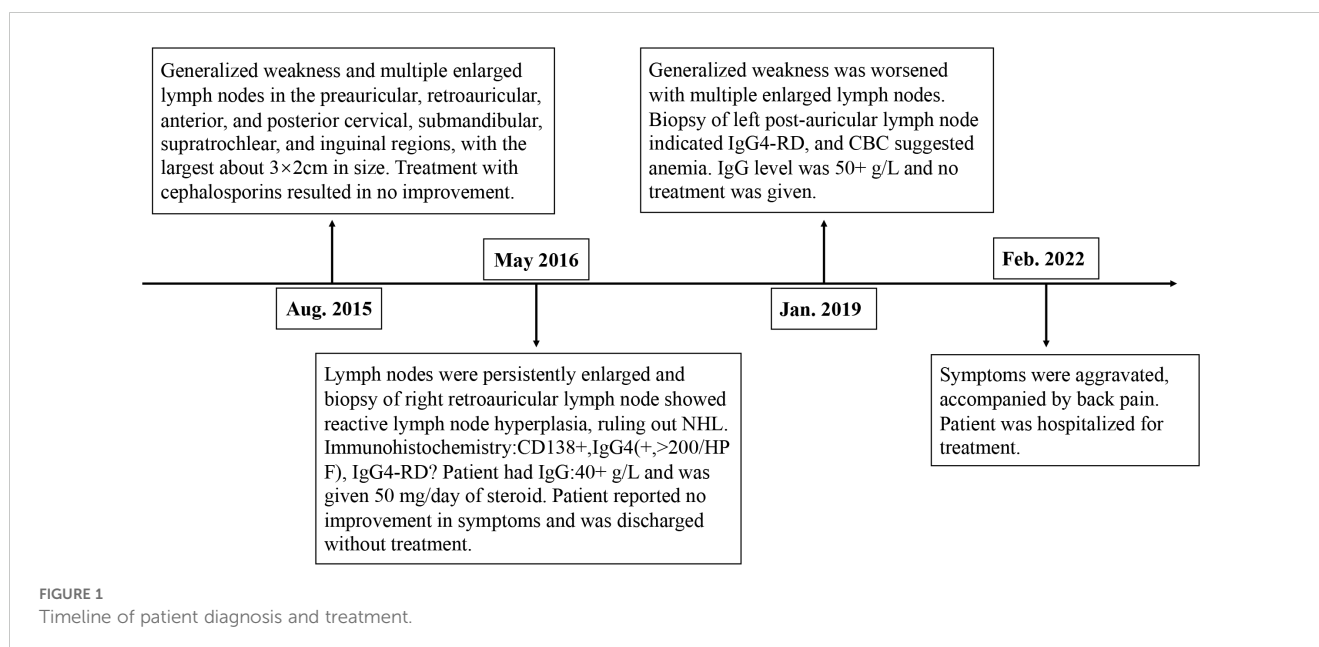 Generalized weakness and multiple enlarged
lymph nodes in the preauricular, retroauricular,
anterior, and posterior cervical, submandibular,
supratrochlear, and inguinal regions, with the
largest about 3×2cm in size. Treatment with
cephalosporins resulted in no improvement.
Generalized weakness was worsened
with multiple enlarged lymph nodes.
Biopsy of left post-auricular lymph node
indicated IgG4-RD, and CBC suggested
anemia. IgG level was 50+ g/L and no
treatment was given.
May 2016
Feb. 2022
Aug. 2015
Jan. 2019
Lymph nodes were persistently enlarged and
biopsy of right retroauricular lymph node showed
reactive lymph node hyperplasia, ruling out NHL.
Immunohistochemistry:CD138+,IgG4(+,>200/HP
F), IgG4-RD? Patient had IgG:40+ g/L and was
given 50 mg/day of steroid. Patient reported no
improvement in symptoms and was discharged
without treatment.
Symptoms were aggravated,
accompanied by back pain.
Patient was hospitalized for
treatment.
FIGURE 1
Timeline of patient diagnosis and treatment.